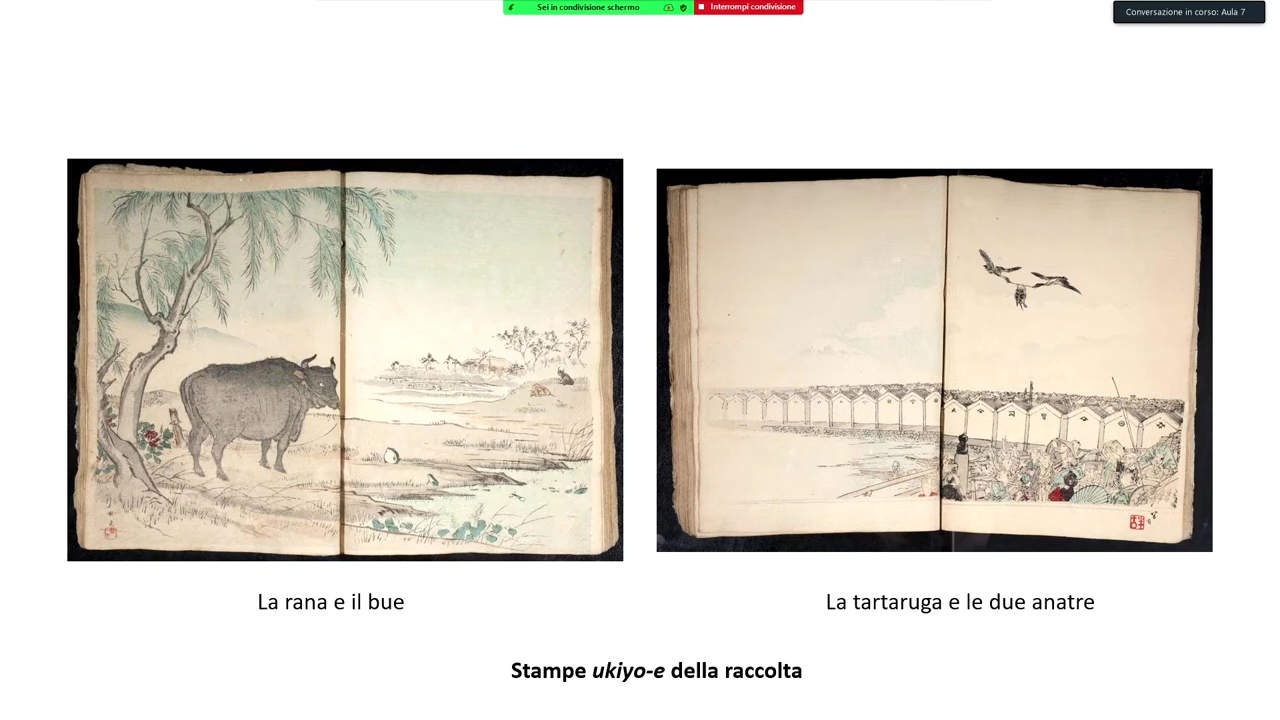 Sei in condivisione schermo
Interrompi condivisione
Conversazione in corso: Aula 7
La rana e il bue
La tartaruga e le due anatre
Stampe ukiyo-e della raccolta